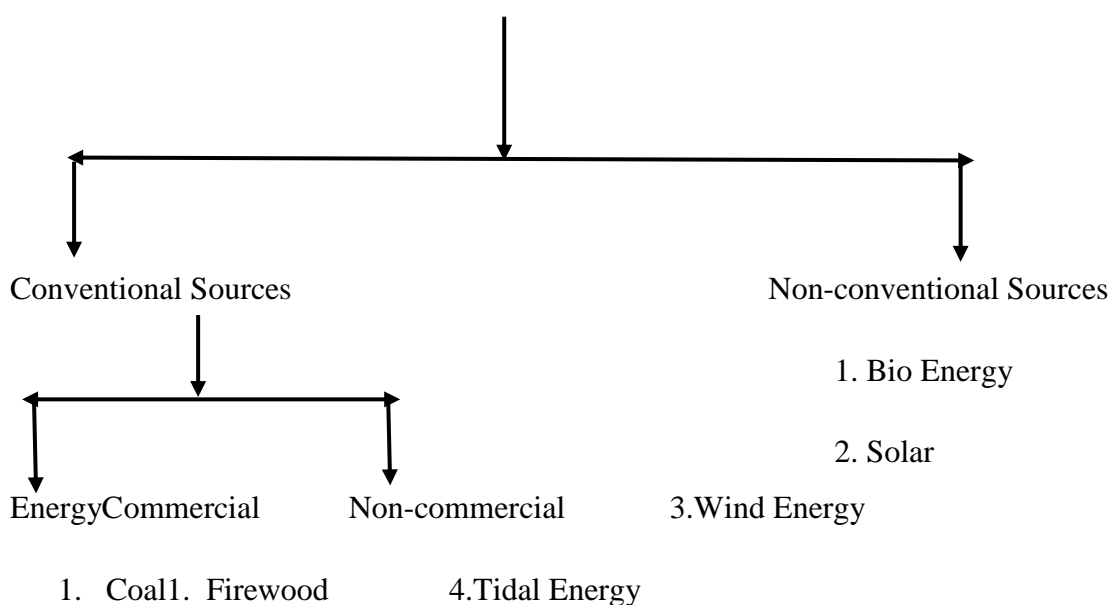 Conventional Sources Non-conventional Sources
1. Bio Energy
2. Solar
EnergyCommercial Non-commercial 3.Wind Energy
1. Coal1. Firewood 4.Tidal Energy